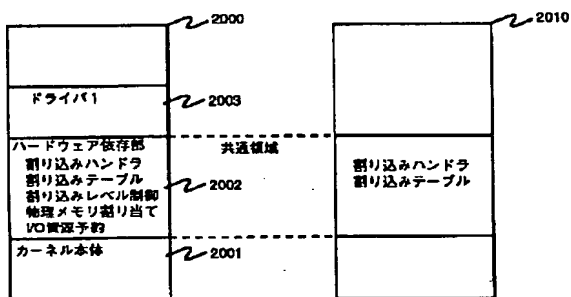 2000
2010
ドライバ1
2003
ハードウェア依存部
共通領域
割り込みハンドラ
割り込みテーブル
割り込みレベル制御
物理メモリ割り当て
I/O資源予約
2002
割り込みハンドラ
割り込みテーブル
カーネル本体
2001